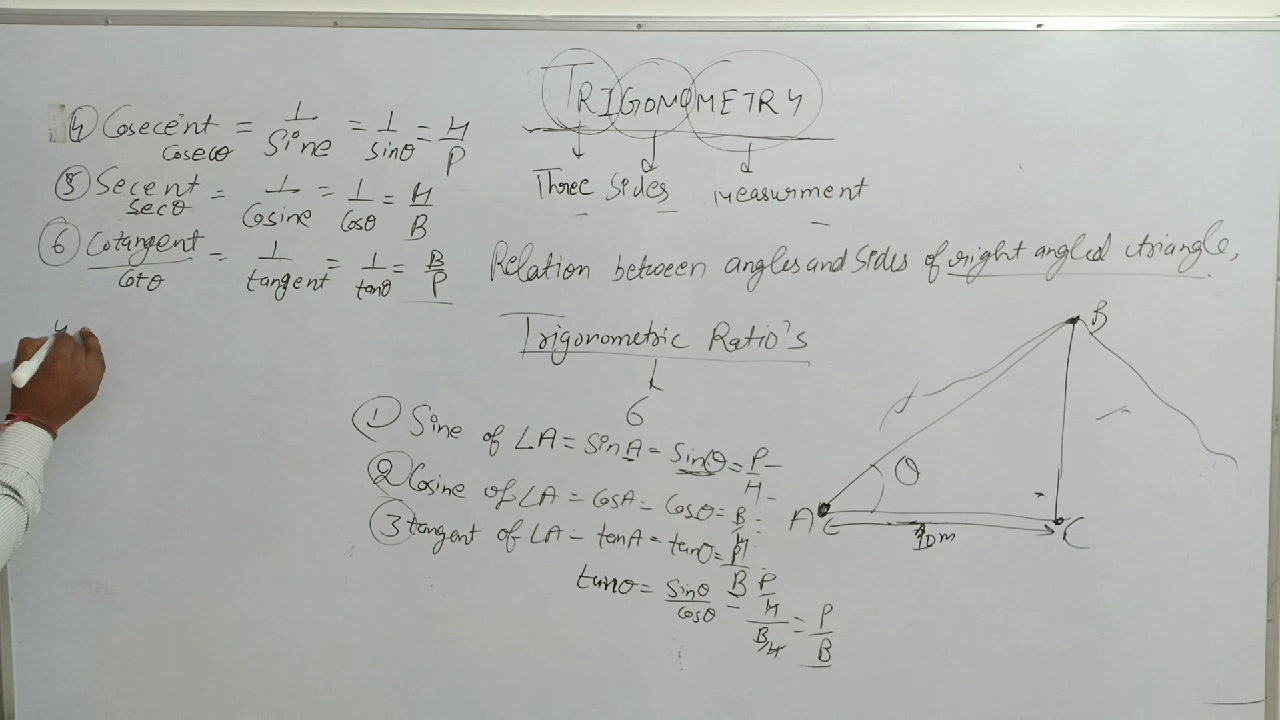 TRIGONOMETRY
Three Sides Measurment
Relation between angles and Sides of right angled triangle,
Trigonometric Ratio's
6
① Sine of ∠A = sinA = sinθ = P/H
② Cosine of ∠A = CosA = Cosθ = B/H
③ tangent of ∠A = tanA = tanθ = P/B
tanθ = Sinθ/cosθ = P/H / B/H = P/B
④ Cosecent = 1/Sine = 1/sinθ = H/P
Cosecθ
⑤ Secent = 1/Cosine = 1/Cosθ = H/B
Secθ
⑥ Cotangent = 1/tangent = 1/tanθ = B/P
Cotθ
B
θ
A
C
10m